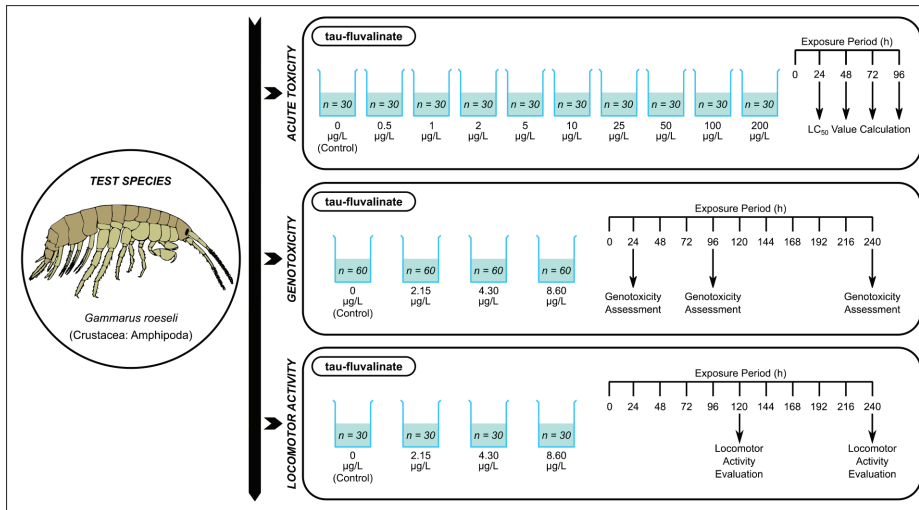 TEST SPECIES
Gammarus roeseli
(Crustacea: Amphipoda)
ACUTE TOXICITY
tau-fluvalinate
n = 30 n = 30 n = 30 n = 30 n = 30 n = 30 n = 30 n = 30 n = 30 n = 30
0 0.5 1 2 5 10 25 50 100 200
µg/L µg/L µg/L µg/L µg/L µg/L µg/L µg/L µg/L µg/L
(Control)
Exposure Period (h)
0 24 48 72 96
LC50 Value Calculation
GENOTOXICITY
tau-fluvalinate
n = 60 n = 60 n = 60 n = 60
0 2.15 4.30 8.60
µg/L µg/L µg/L µg/L
(Control)
Exposure Period (h)
0 24 48 72 96 120 144 168 192 216 240
Genotoxicity Genotoxicity Genotoxicity
Assessment Assessment Assessment
LOCOMOTOR ACTIVITY
tau-fluvalinate
n = 30 n = 30 n = 30 n = 30
0 2.15 4.30 8.60
µg/L µg/L µg/L µg/L
(Control)
Exposure Period (h)
0 24 48 72 96 120 144 168 192 216 240
Locomotor Locomotor
Activity Activity
Evaluation Evaluation